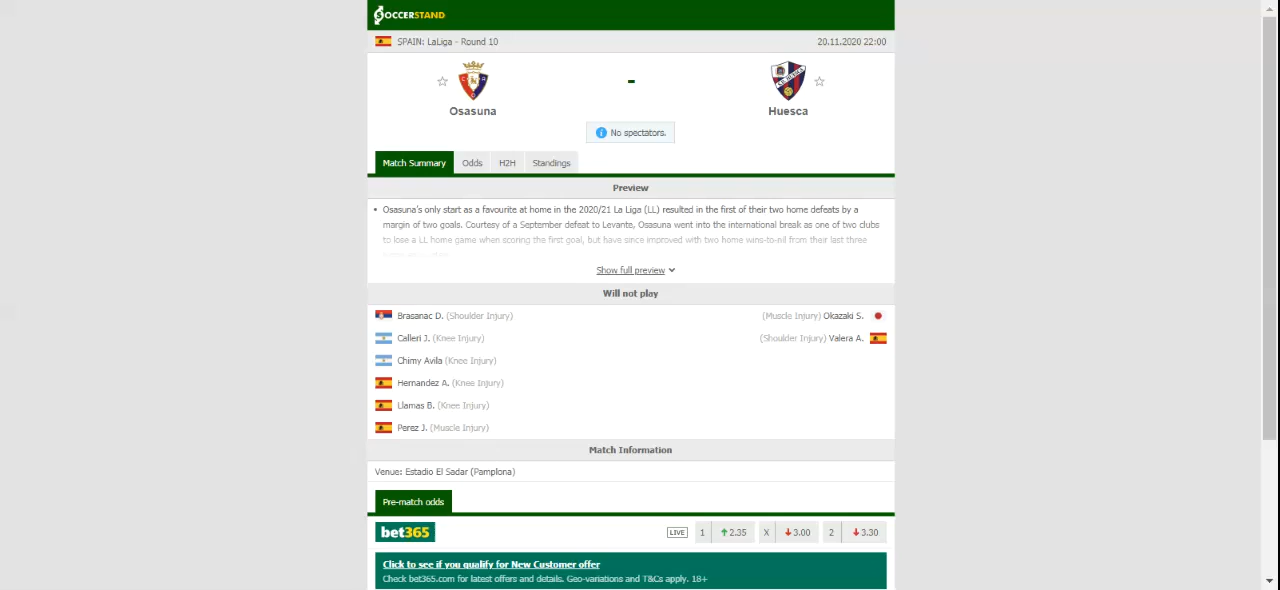 SOCCERSTAND
SPAIN: LaLiga - Round 10
20.11.2020 22:00
-
Osasuna
Huesca
No spectators.
Match Summary
Odds
H2H
Standings
Preview
• Osasuna's only start as a favourite at home in the 2020/21 La Liga (LL) resulted in the first of their two home defeats by a
margin of two goals. Courtesy of a September defeat to Levante, Osasuna went into the international break as one of two clubs
to lose a LL home game when scoring the first goal, but have since improved with two home wins-to-nil from their last three
Show full preview
Will not play
Brasanac D. (Shoulder Injury)
(Muscle Injury) Okazaki S.
Calleri J. (Knee Injury)
(Shoulder Injury) Valera A.
Chimy Avila (Knee Injury)
Hernandez A. (Knee Injury)
Llamas B. (Knee Injury)
Perez J. (Muscle Injury)
Match Information
Venue: Estadio El Sadar (Pamplona)
Pre-match odds
bet365
LIVE
1
2.35
X
3.00
2
3.30
Click to see if you qualify for New Customer offer
Check bet365.com for latest offers and details. Geo-variations and T&Cs apply. 18+